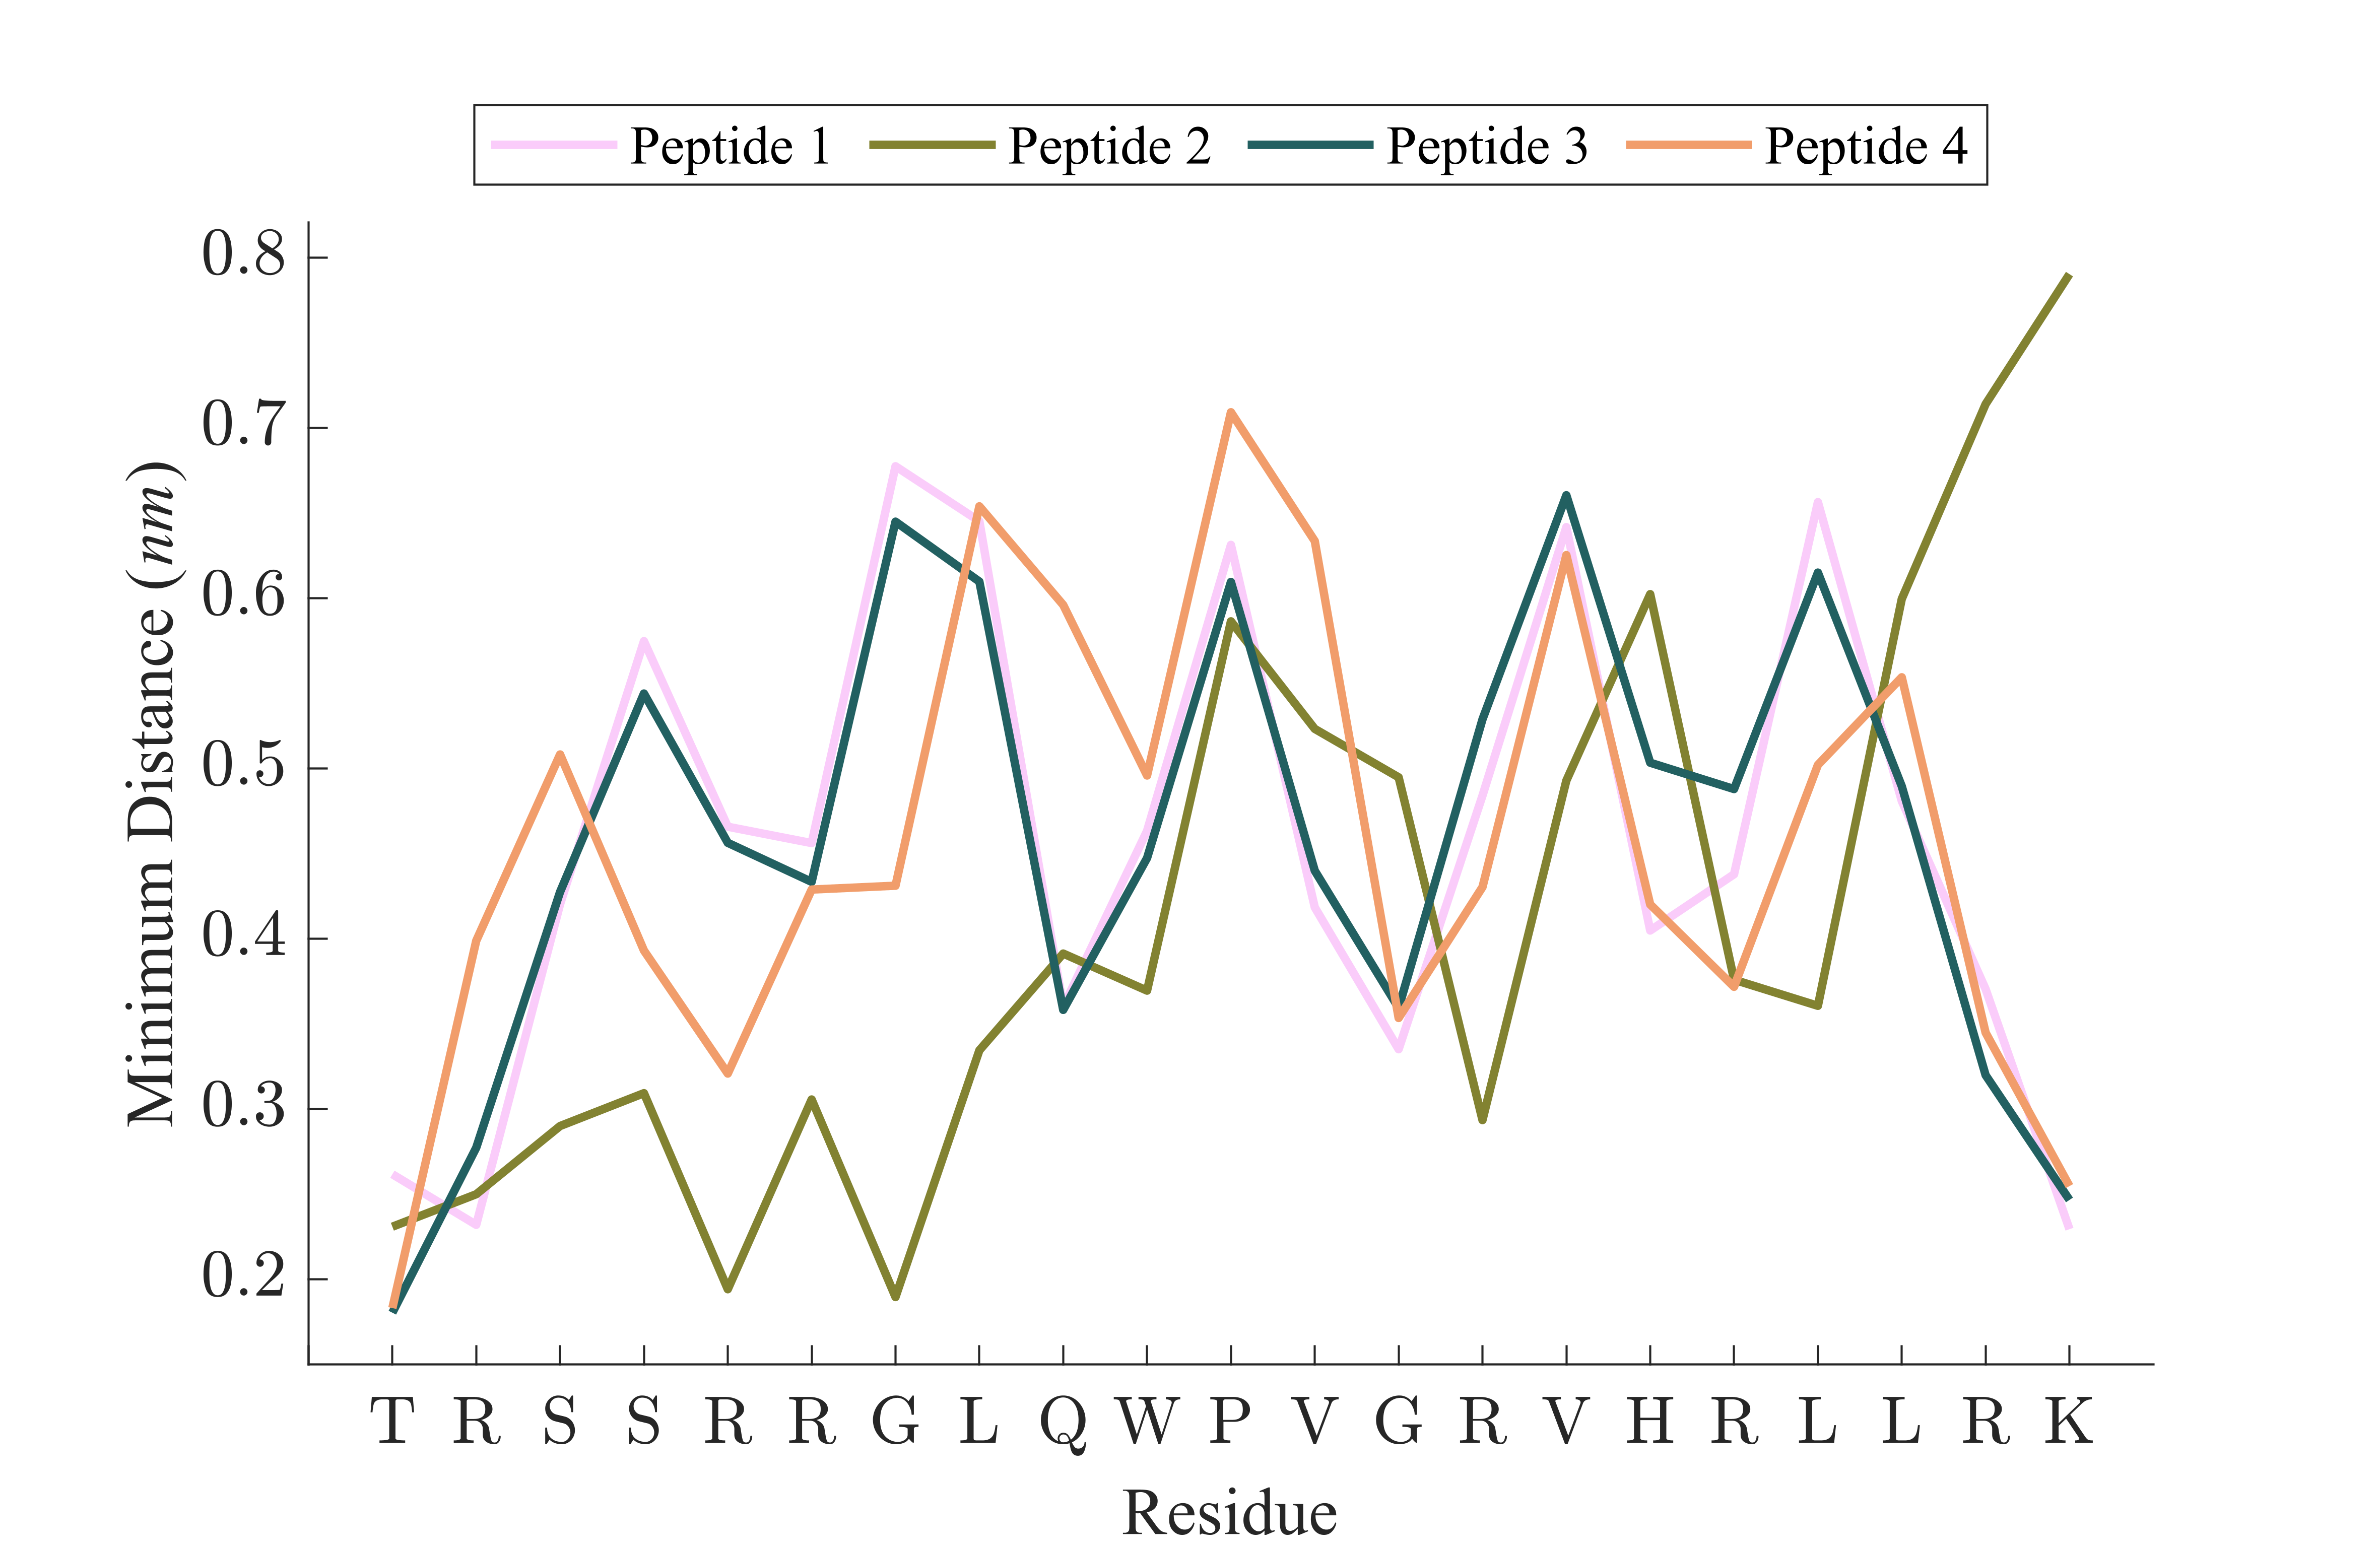 Peptide 1 Peptide 2 Peptide 3 Peptide 4
0.8
0.7
0.6
0.5
0.4
0.3
0.2
Minimum Distance (nm)
T R S S R R G L Q W P V G R V H R L L R K
Residue